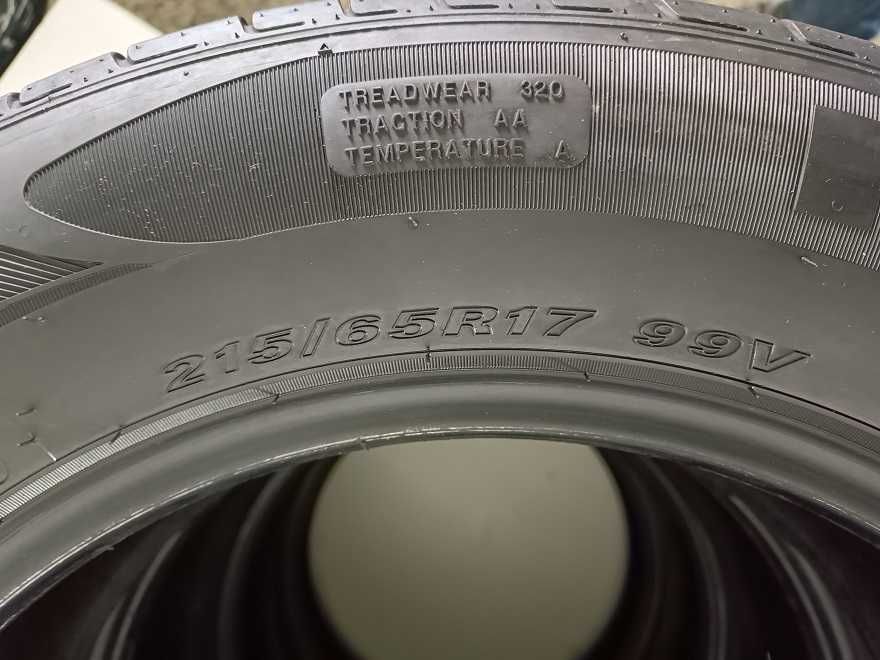 TREADWEAR 320
TRACTION AA
TEMPERATURE A
215/65R17 99V